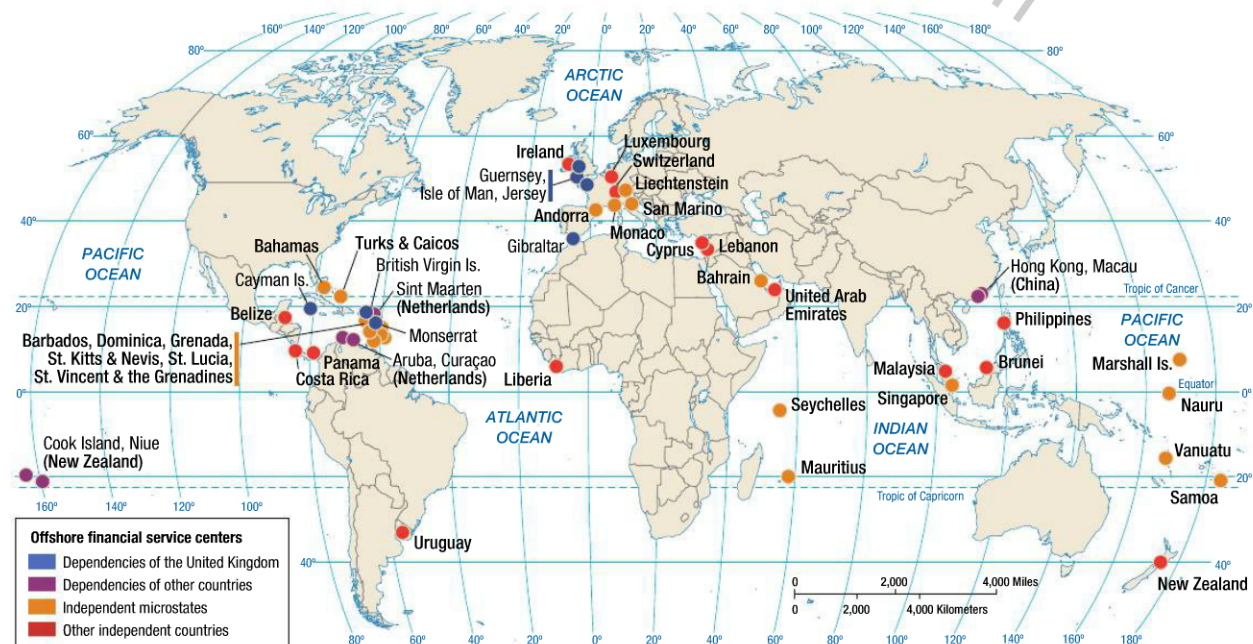 160° 140° 120° 100° 80° 60° 40° 20° 0° 20° 40° 60° 80° 100° 120° 140° 160° 180°
80°
80°
ARCTIC
OCEAN
60°
60°
Ireland
Luxembourg
Switzerland
Guernsey,
Isle of Man, Jersey
Liechtenstein
San Marino
Andorra
Monaco
40°
40°
Gibraltar
Cyprus
Lebanon
PACIFIC
OCEAN
Bahamas
Turks & Caicos
British Virgin Is.
Cayman Is.
Sint Maarten
(Netherlands)
Bahrain
United Arab
Emirates
Hong Kong, Macau
(China)
Tropic of Cancer
20°
20°
Belize
Barbados, Dominica, Grenada,
St. Kitts & Nevis, St. Lucia,
St. Vincent & the Grenadines
Monserrat
Panama
Costa Rica
Aruba, Curaçao
(Netherlands)
Liberia
Philippines
PACIFIC
OCEAN
Malaysia
Brunei
Singapore
Marshall Is.
Equator
0°
0°
Nauru
ATLANTIC
OCEAN
Seychelles
INDIAN
OCEAN
Cook Island, Niue
(New Zealand)
Mauritius
Vanuatu
20°
Tropic of Capricorn
Samoa
160° 140° 120° 100°
Uruguay
40°
40°
New Zealand
0 2,000 4,000 Miles
0 2,000 4,000 Kilometers
Offshore financial service centers
Dependencies of the United Kingdom
Dependencies of other countries
Independent microstates
Other independent countries
80° 60° 40° 20° 0° 20° 40° 60° 80° 100° 120° 140° 160° 180°